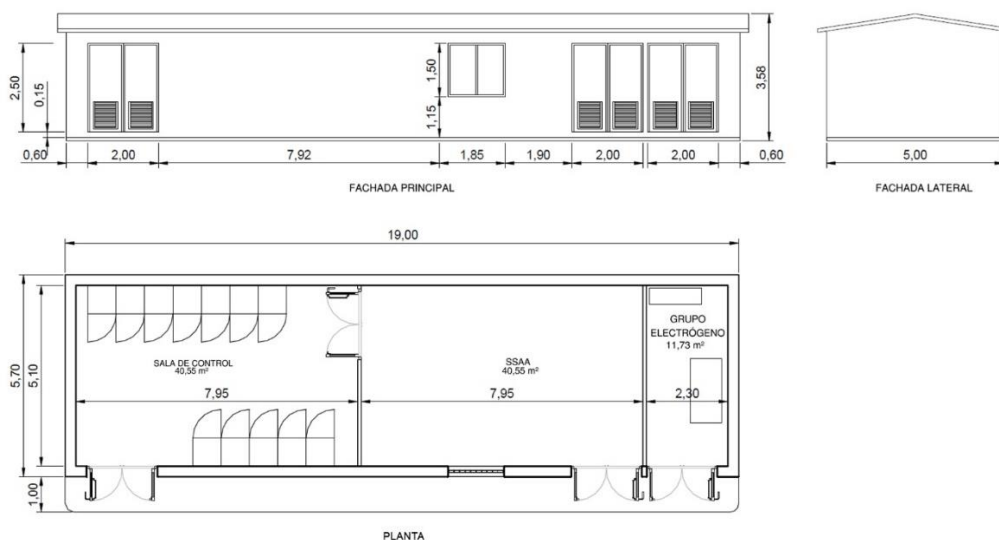 2,50
0,15
1,50
1,15
3,58
0,60
2,00
7,92
1,85
1,90
2,00
2,00
0,60
5,00
FACHADA PRINCIPAL
FACHADA LATERAL
19,00
5,70
5,10
1,00
SALA DE CONTROL
40,55 m²
7,95
SSAA
40,55 m²
7,95
GRUPO
ELECTRÓGENO
11,73 m²
2,30
PLANTA